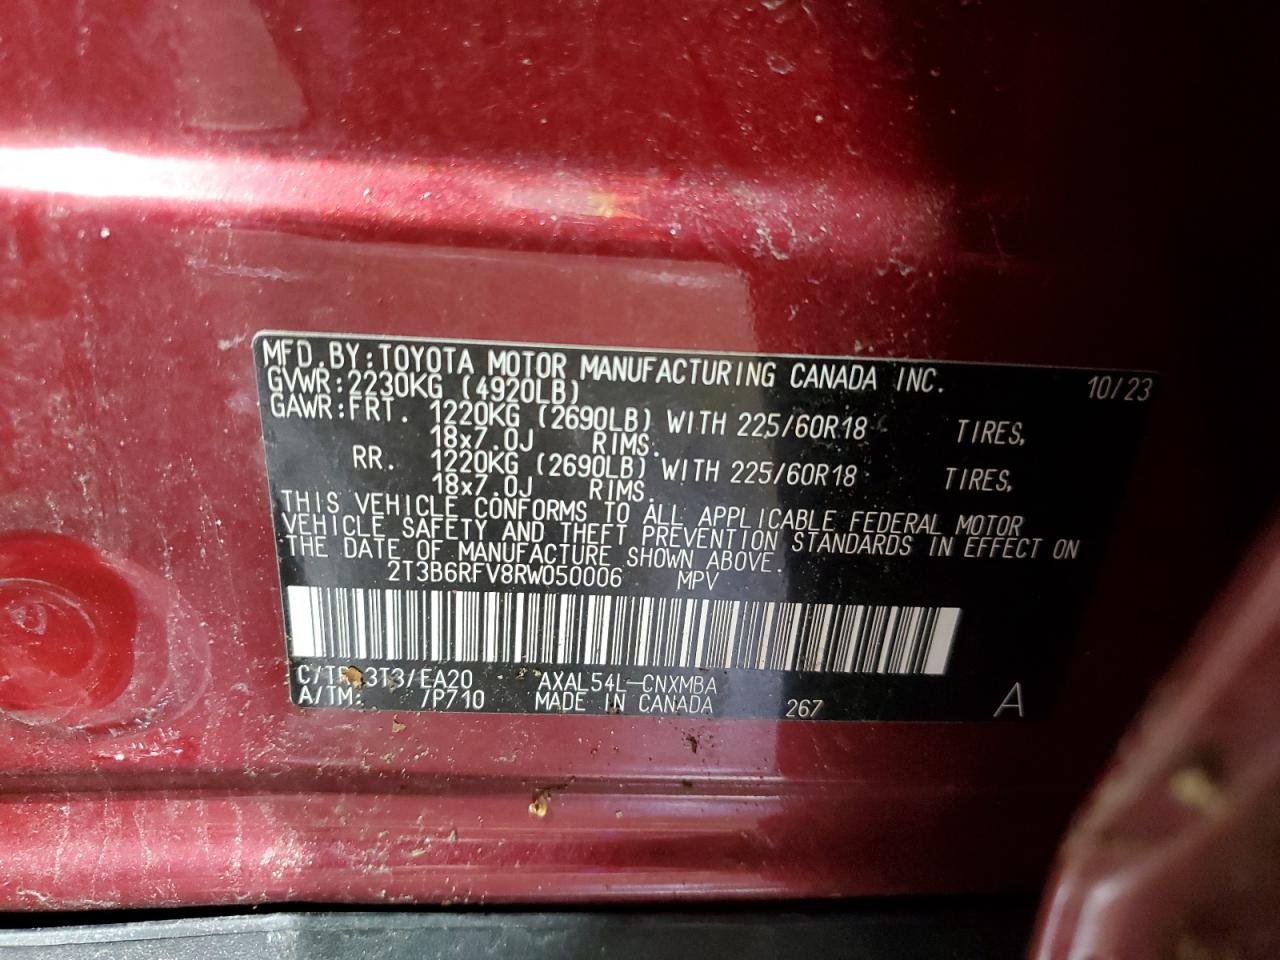 MFD.BY:TOYOTA MOTOR MANUFACTURING CANADA INC. 10/23
GVWR:2230KG (4920LB)
GAWR:FRT. 1220KG (2690LB) WITH 225/60R18 TIRES,
18x7.0J RIMS.
RR. 1220KG (2690LB) WITH 225/60R18 TIRES,
18x7.0J RIMS.
THIS VEHICLE CONFORMS TO ALL APPLICABLE FEDERAL MOTOR
VEHICLE SAFETY AND THEFT PREVENTION STANDARDS IN EFFECT ON
THE DATE OF MANUFACTURE SHOWN ABOVE.
2T3B6RFV8RW050006 MPV
3T3/EA20 AXAL54L-CNXMBA
A/TM: /P710 MADE IN CANADA 267 A